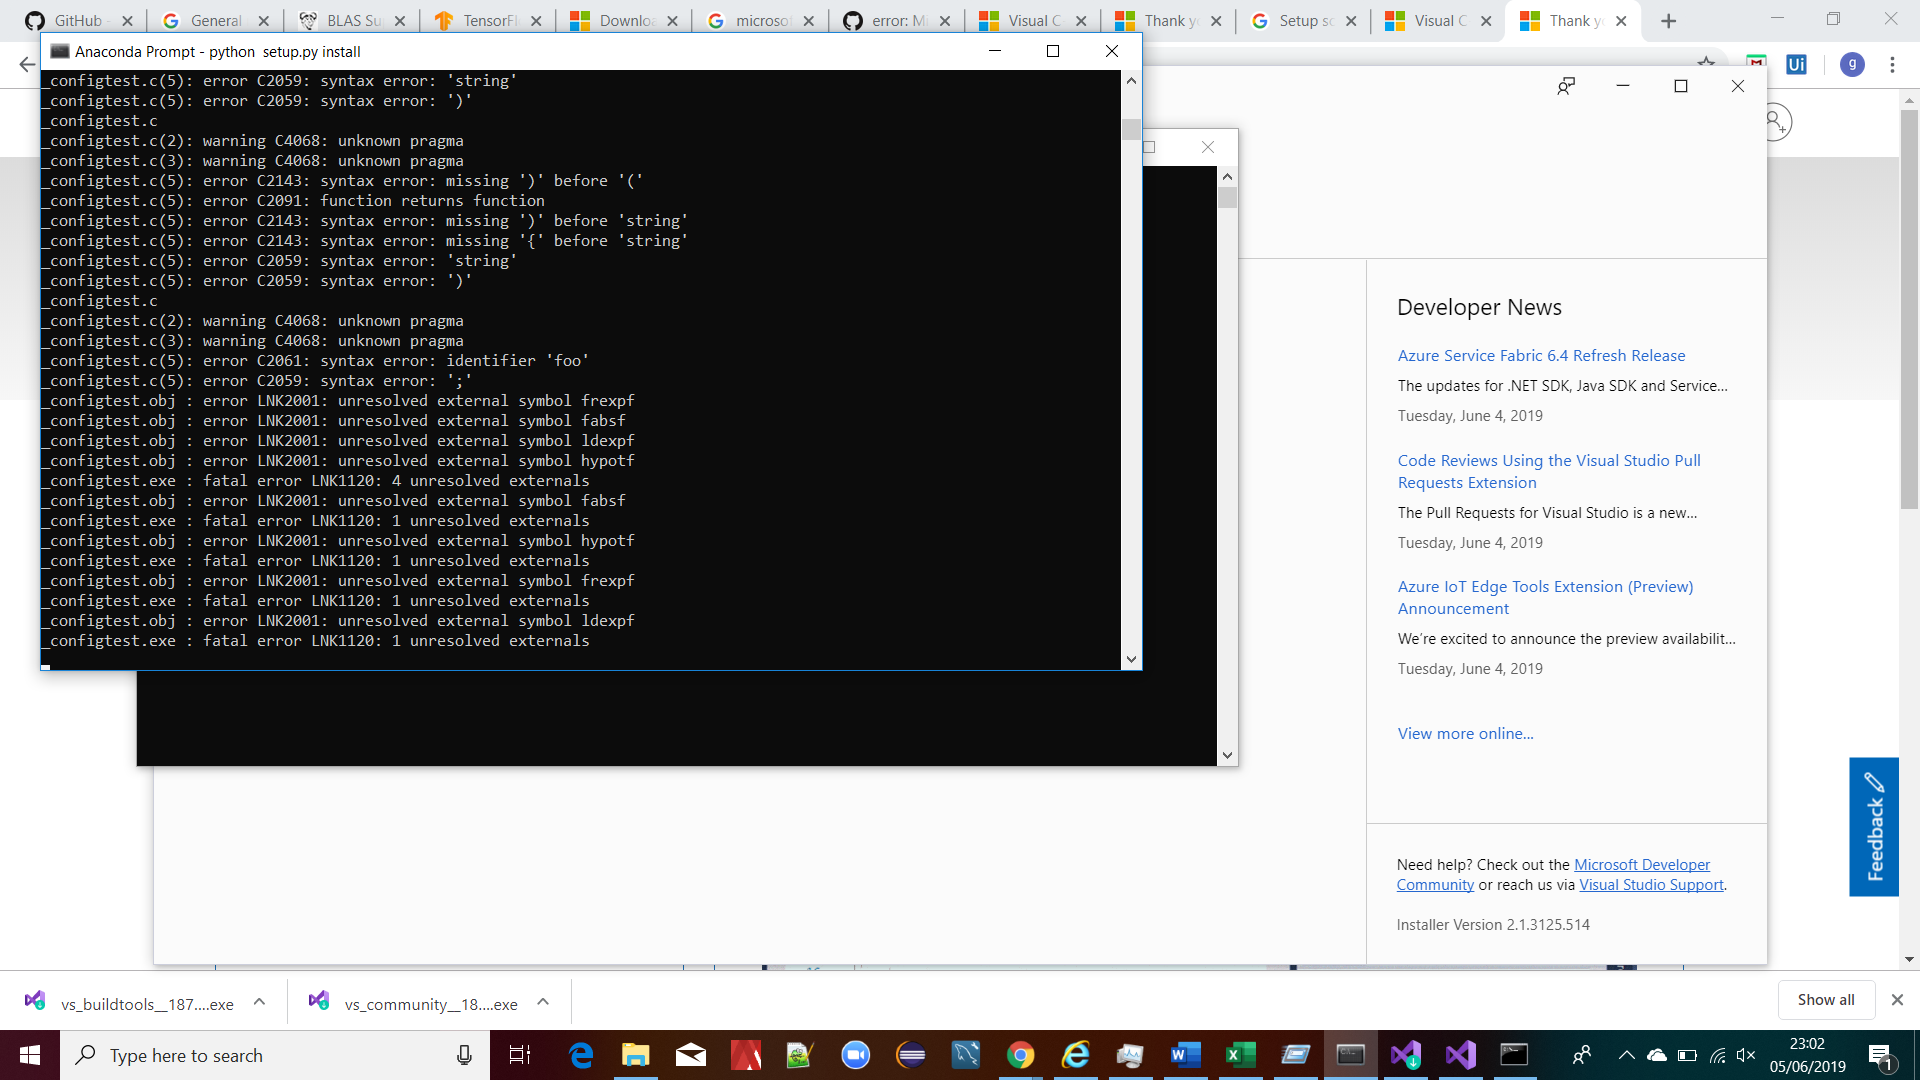 GitHub -
General
BLAS Su
TensorFl
Downloa
microsof
error: Mi
Visual C
Thank yo
Setup sc
Visual C
Thank yo
Anaconda Prompt - python  setup.py install
Ui
g
_configtest.c(5): error C2059: syntax error: 'string'
_configtest.c(5): error C2059: syntax error: ')'
_configtest.c
_configtest.c(2): warning C4068: unknown pragma
_configtest.c(3): warning C4068: unknown pragma
_configtest.c(5): error C2143: syntax error: missing ')' before '('
_configtest.c(5): error C2091: function returns function
_configtest.c(5): error C2143: syntax error: missing ')' before 'string'
_configtest.c(5): error C2143: syntax error: missing '{' before 'string'
_configtest.c(5): error C2059: syntax error: 'string'
_configtest.c(5): error C2059: syntax error: ')'
_configtest.c
_configtest.c(2): warning C4068: unknown pragma
_configtest.c(3): warning C4068: unknown pragma
_configtest.c(5): error C2061: syntax error: identifier 'foo'
_configtest.c(5): error C2059: syntax error: ';'
_configtest.obj : error LNK2001: unresolved external symbol frexpf
_configtest.obj : error LNK2001: unresolved external symbol fabsf
_configtest.obj : error LNK2001: unresolved external symbol ldexpf
_configtest.obj : error LNK2001: unresolved external symbol hypotf
_configtest.exe : fatal error LNK1120: 4 unresolved externals
_configtest.obj : error LNK2001: unresolved external symbol fabsf
_configtest.exe : fatal error LNK1120: 1 unresolved externals
_configtest.obj : error LNK2001: unresolved external symbol hypotf
_configtest.exe : fatal error LNK1120: 1 unresolved externals
_configtest.obj : error LNK2001: unresolved external symbol frexpf
_configtest.exe : fatal error LNK1120: 1 unresolved externals
_configtest.obj : error LNK2001: unresolved external symbol ldexpf
_configtest.exe : fatal error LNK1120: 1 unresolved externals
Developer News
Azure Service Fabric 6.4 Refresh Release
The updates for .NET SDK, Java SDK and Service...
Tuesday, June 4, 2019
Code Reviews Using the Visual Studio Pull
Requests Extension
The Pull Requests for Visual Studio is a new...
Tuesday, June 4, 2019
Azure IoT Edge Tools Extension (Preview)
Announcement
We're excited to announce the preview availabilit...
Tuesday, June 4, 2019
View more online...
Feedback
Need help? Check out the Microsoft Developer
Community or reach us via Visual Studio Support.
Installer Version 2.1.3125.514
vs_buildtools__187....exe
vs_community__18....exe
Show all
Type here to search
23:02
05/06/2019
1